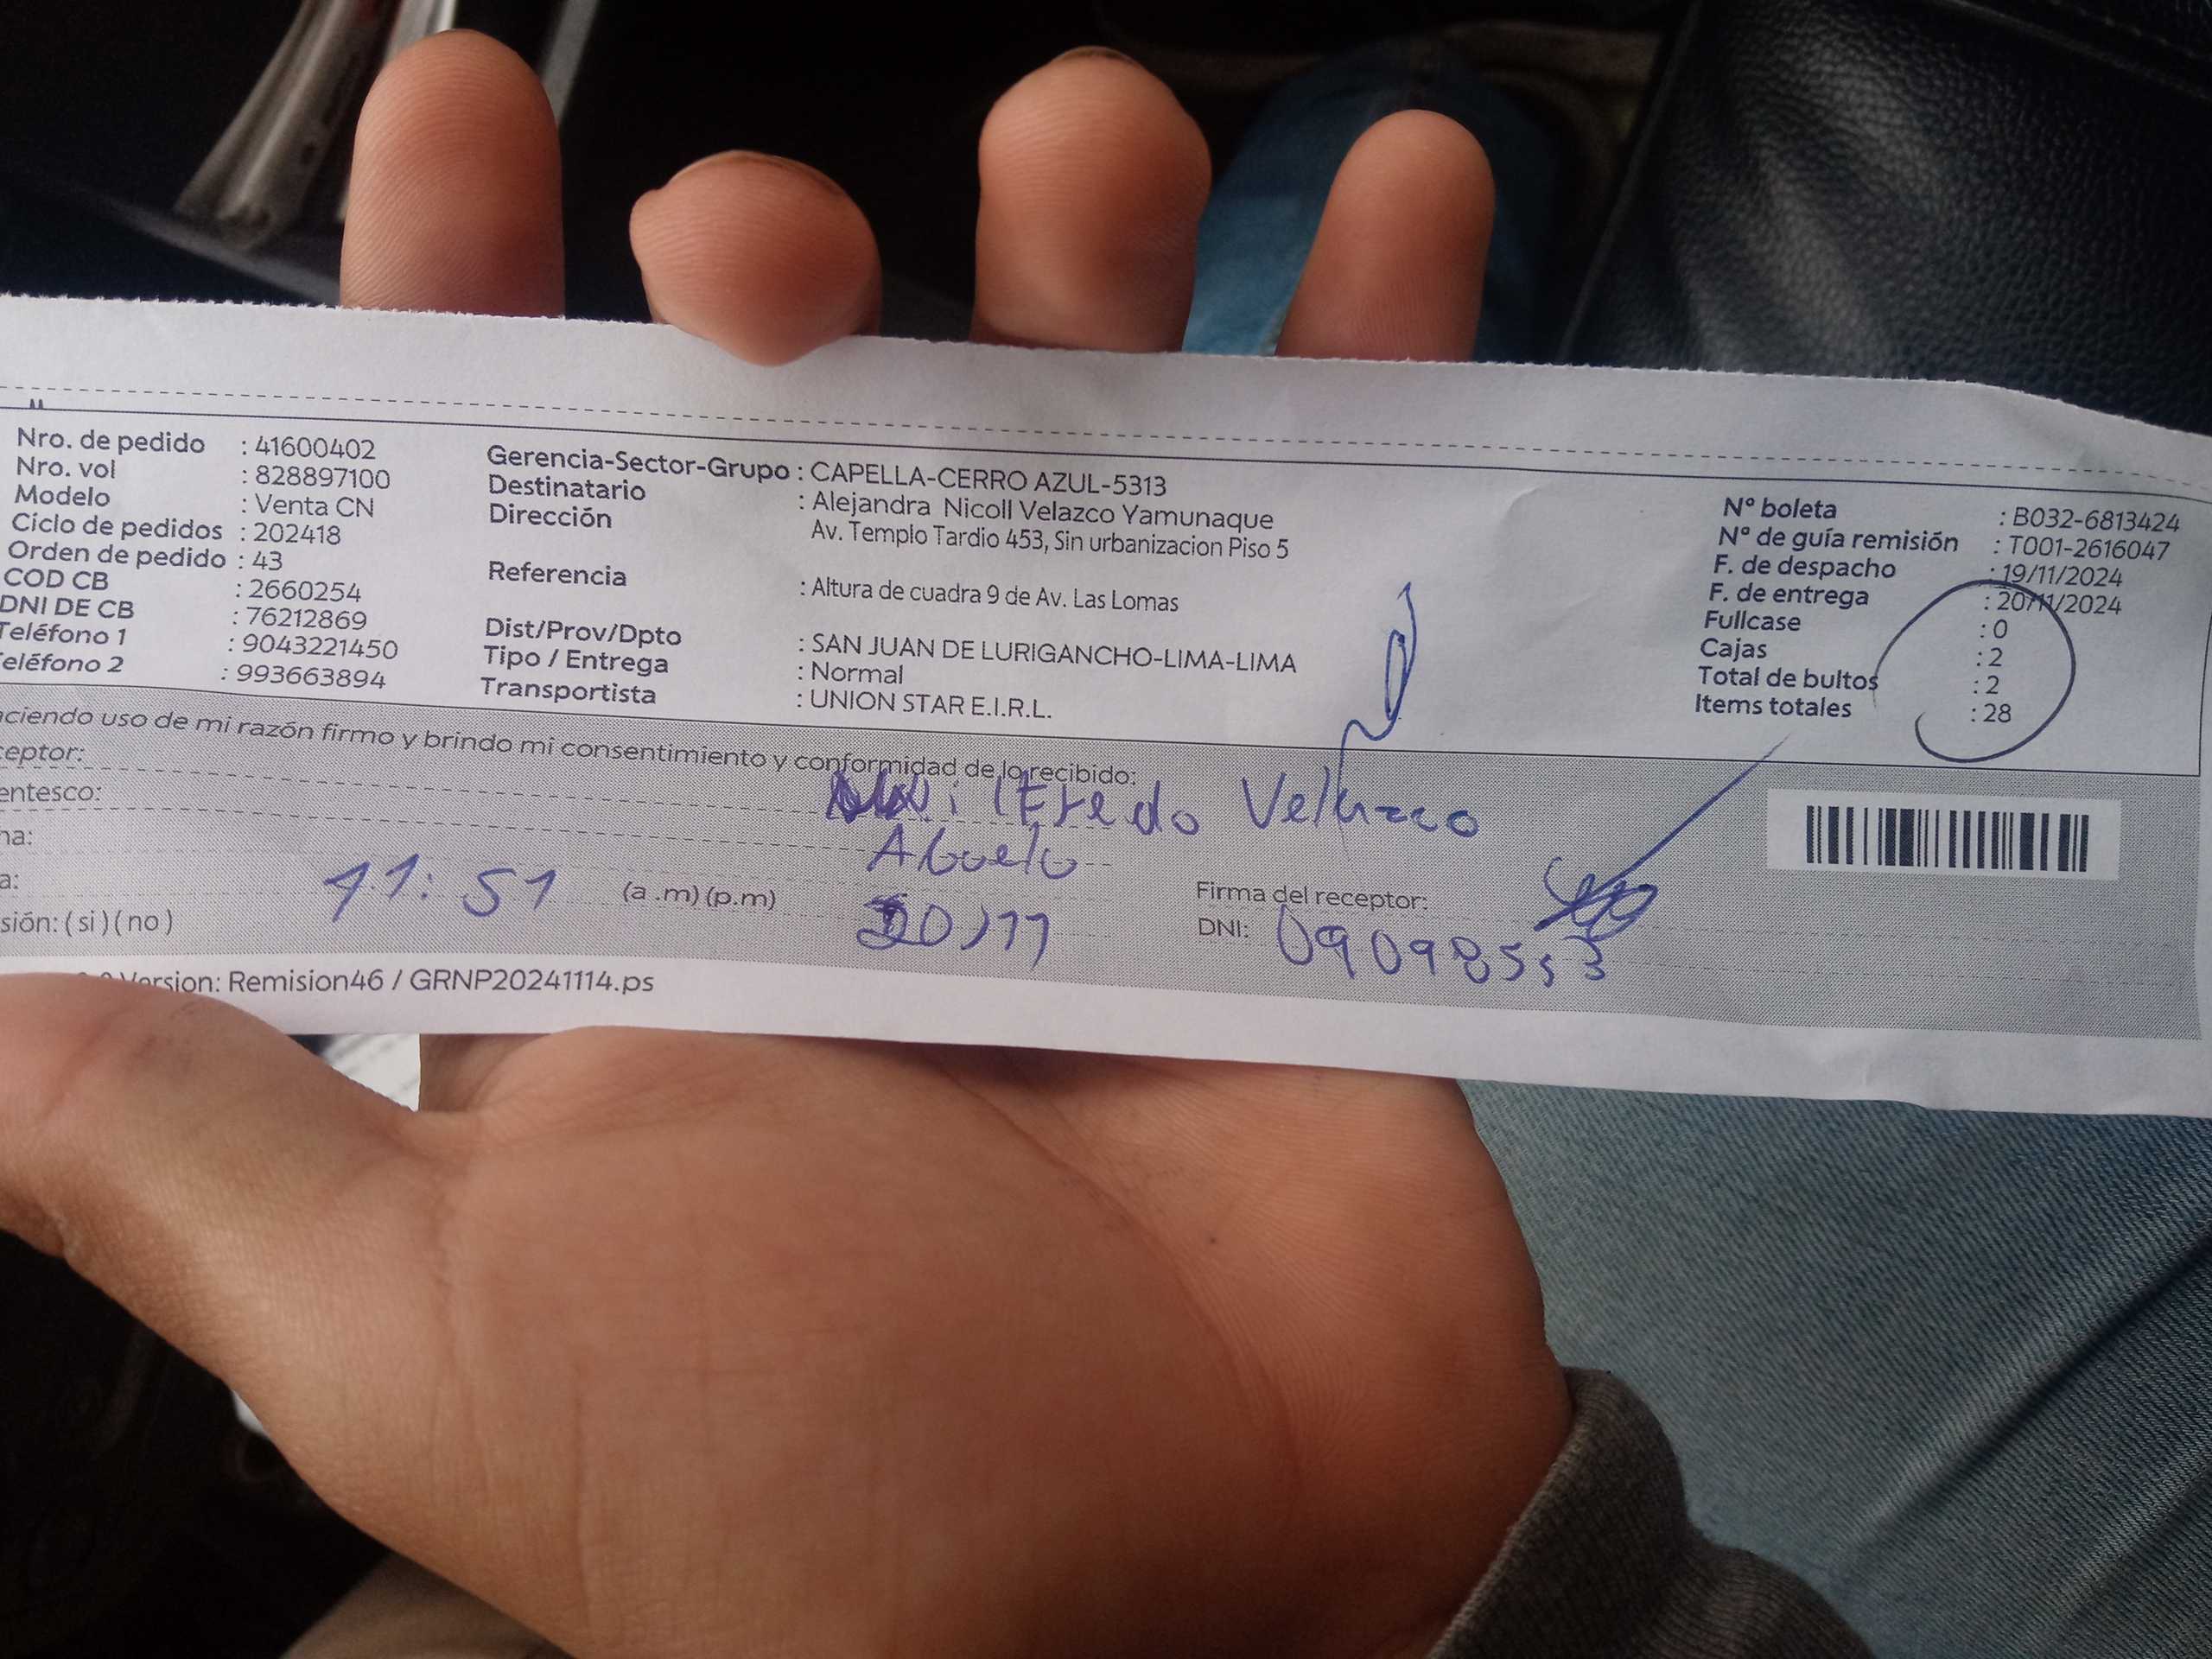 Nro. de pedido : 41600402
Nro. vol : 828897100
Modelo : Venta CN
Ciclo de pedidos : 202418
Orden de pedido : 43
COD CB : 2660254
DNI DE CB : 76212869
Teléfono 1 : 9043221450
eléfono 2 : 993663894
Gerencia-Sector-Grupo : CAPELLA-CERRO AZUL-5313
Destinatario : Alejandra Nicoll Velazco Yamunaque
Dirección Av. Templo Tardio 453, Sin urbanizacion Piso 5
Referencia : Altura de cuadra 9 de Av. Las Lomas
Dist/Prov/Dpto : SAN JUAN DE LURIGANCHO-LIMA-LIMA
Tipo / Entrega : Normal
Transportista : UNION STAR E.I.R.L.
N° boleta : B032-6813424
N° de guía remisión : T001-2616047
F. de despacho : 19/11/2024
F. de entrega : 20/11/2024
Fullcase : 0
Cajas : 2
Total de bultos : 2
Items totales : 28
aciendo uso de mi razón firmo y brindo mi consentimiento y conformidad de lo recibido:
ceptor: Velazco
entesco: Abuelo
na: 20/11
a: 11:51 (a .m) (p.m)
Firma del receptor:
sión: ( si ) ( no )
DNI: 09098553
Version: Remision46 / GRNP20241114.ps